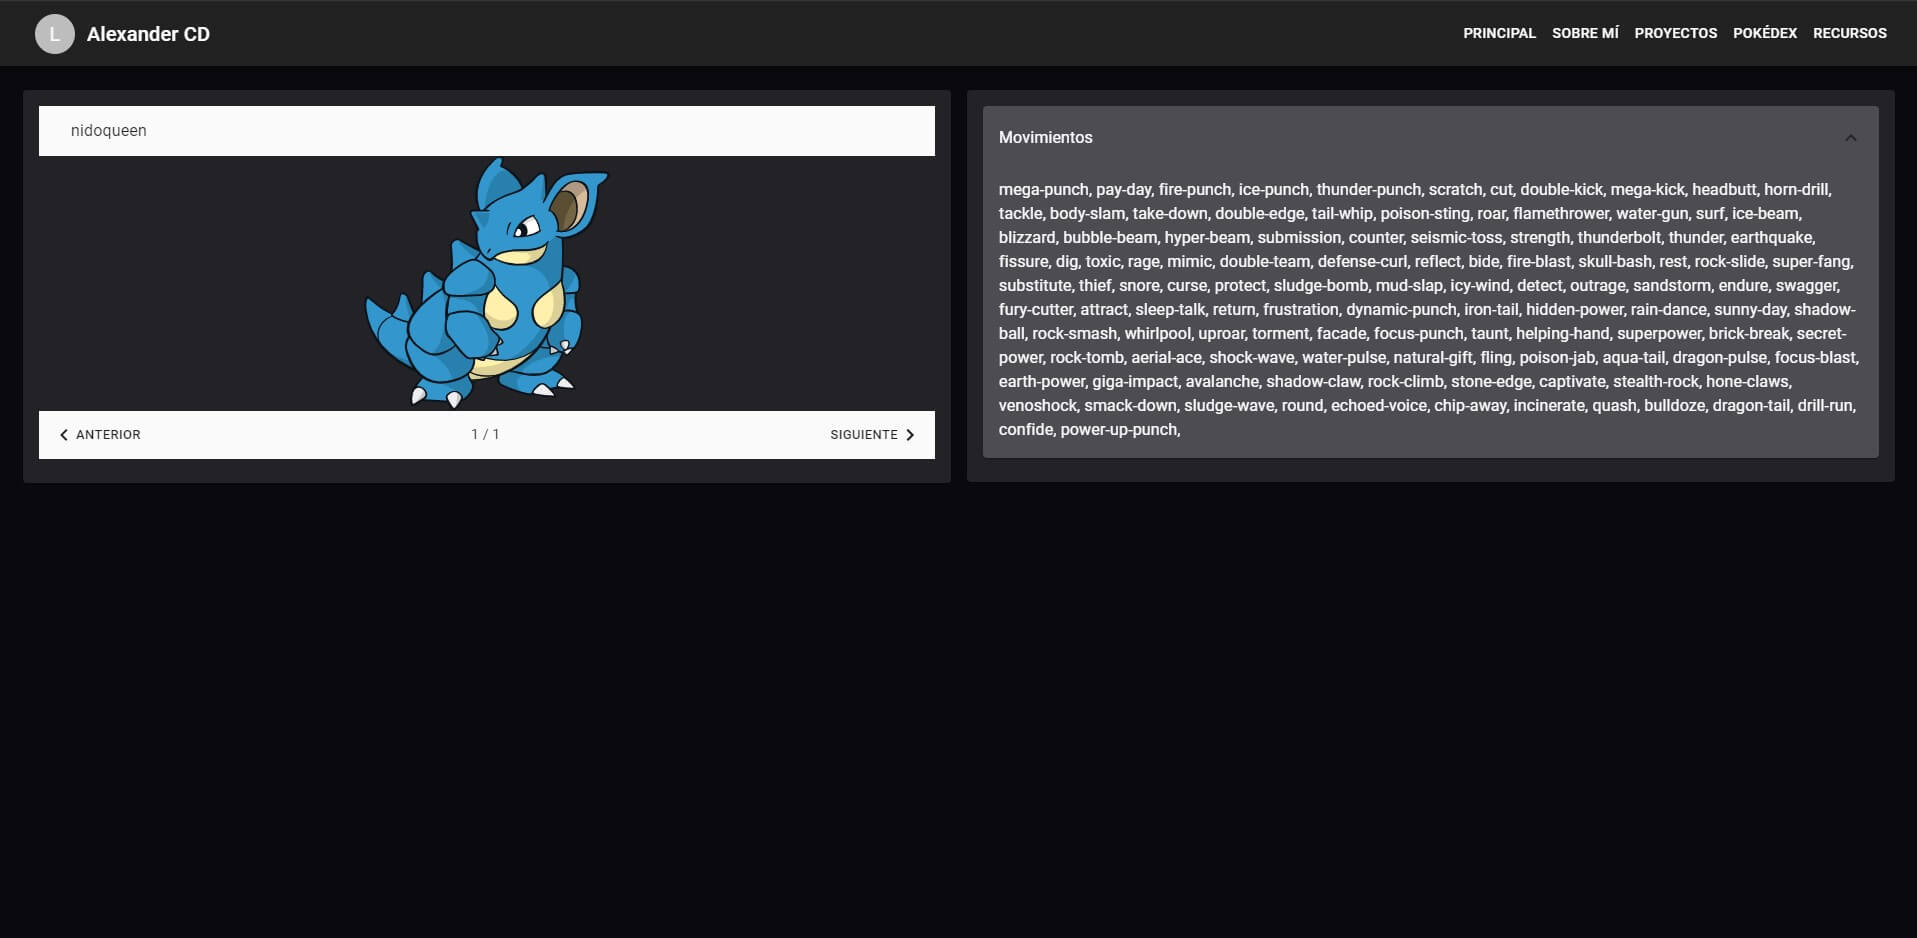 L
Alexander CD
PRINCIPAL SOBRE MÍ PROYECTOS POKÉDEX RECURSOS
nidoqueen
ANTERIOR
1 / 1
SIGUIENTE
Movimientos
mega-punch, pay-day, fire-punch, ice-punch, thunder-punch, scratch, cut, double-kick, mega-kick, headbutt, horn-drill,
tackle, body-slam, take-down, double-edge, tail-whip, poison-sting, roar, flamethrower, water-gun, surf, ice-beam,
blizzard, bubble-beam, hyper-beam, submission, counter, seismic-toss, strength, thunderbolt, thunder, earthquake,
fissure, dig, toxic, rage, mimic, double-team, defense-curl, reflect, bide, fire-blast, skull-bash, rest, rock-slide, super-fang,
substitute, thief, snore, curse, protect, sludge-bomb, mud-slap, icy-wind, detect, outrage, sandstorm, endure, swagger,
fury-cutter, attract, sleep-talk, return, frustration, dynamic-punch, iron-tail, hidden-power, rain-dance, sunny-day, shadow-
ball, rock-smash, whirlpool, uproar, torment, facade, focus-punch, taunt, helping-hand, superpower, brick-break, secret-
power, rock-tomb, aerial-ace, shock-wave, water-pulse, natural-gift, fling, poison-jab, aqua-tail, dragon-pulse, focus-blast,
earth-power, giga-impact, avalanche, shadow-claw, rock-climb, stone-edge, captivate, stealth-rock, hone-claws,
venoshock, smack-down, sludge-wave, round, echoed-voice, chip-away, incinerate, quash, bulldoze, dragon-tail, drill-run,
confide, power-up-punch,